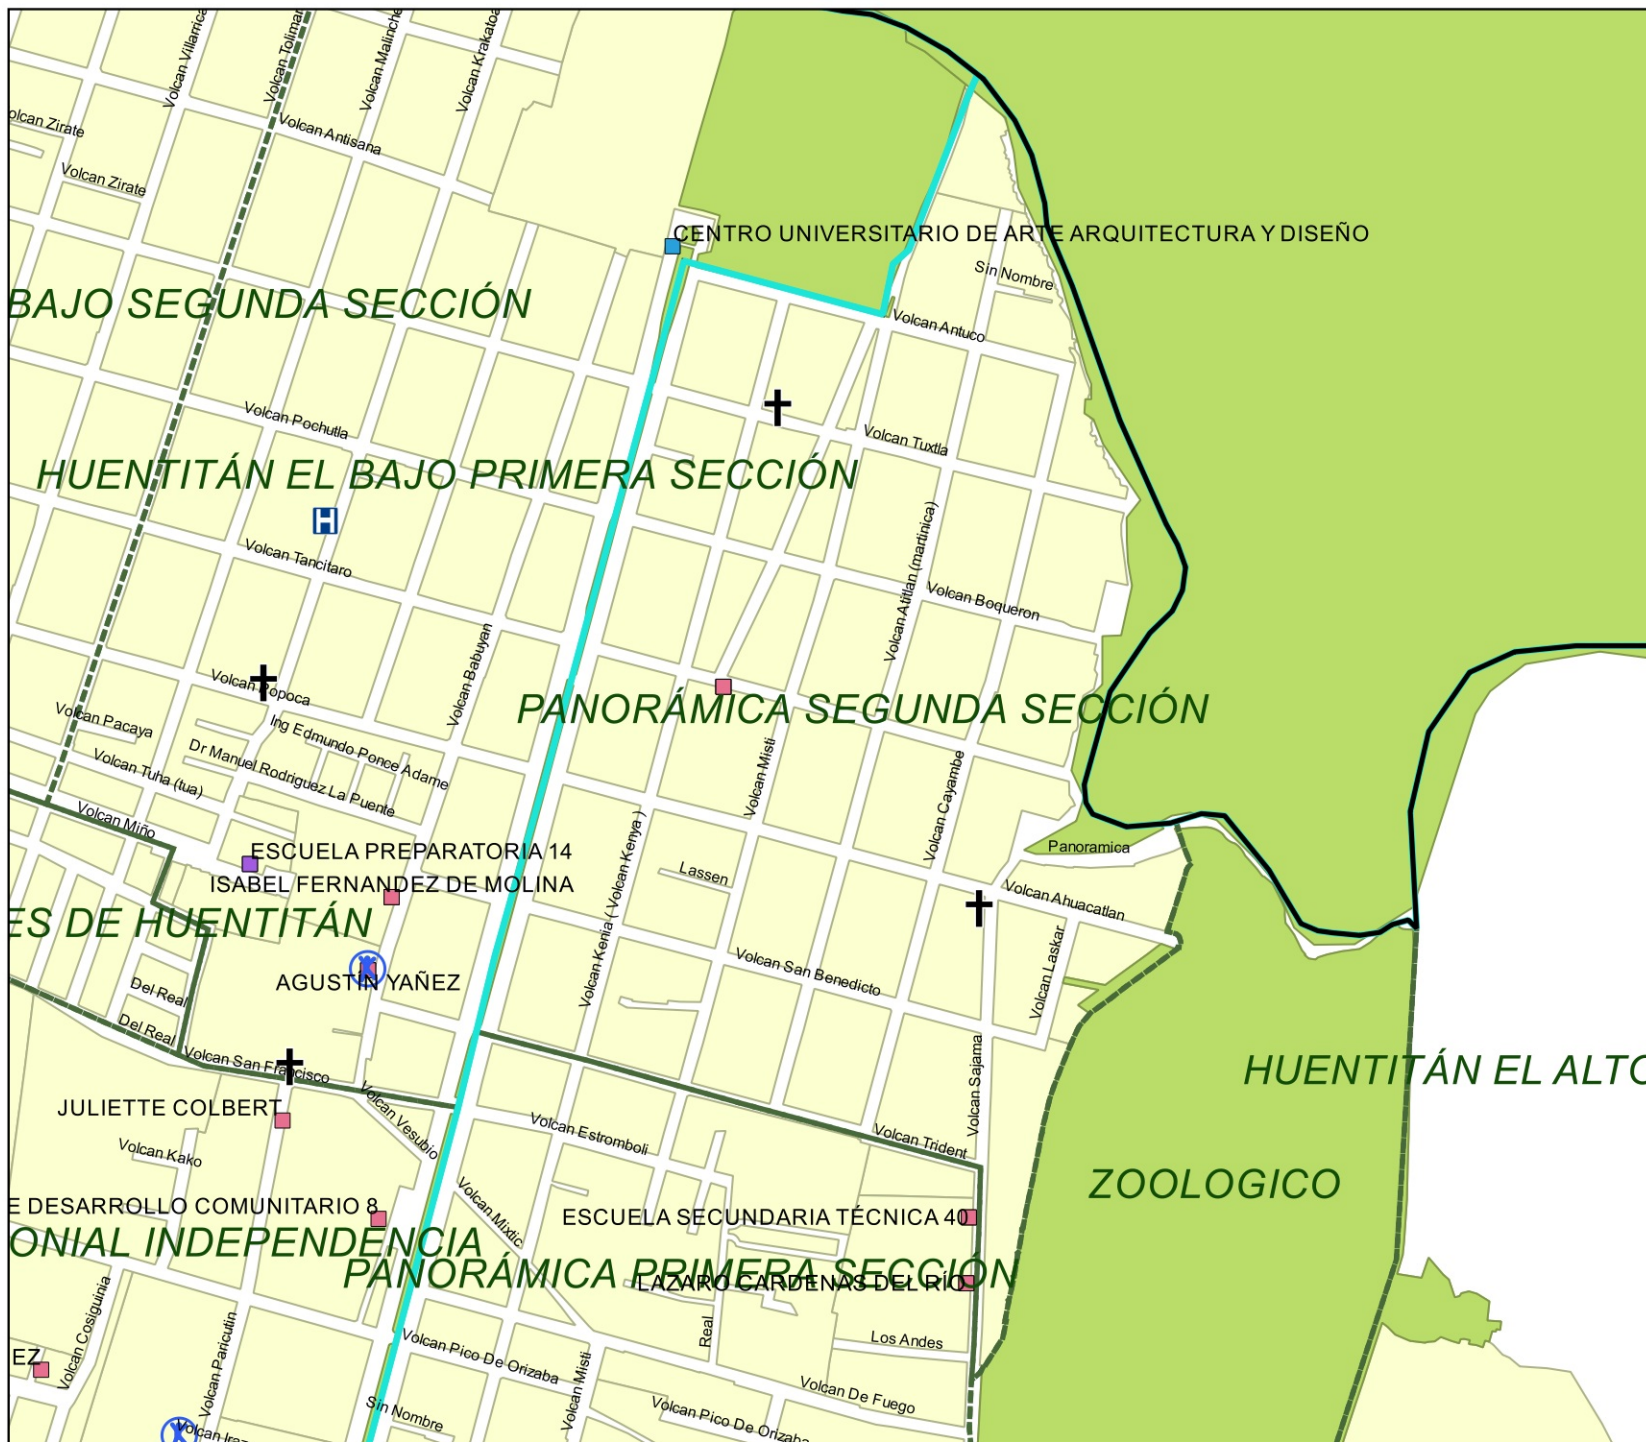 Volcan Villarrica
Volcan Toliman
Volcan Malinche
Volcan Krakatoa
olcan Zirate
Volcan Antisana
Volcan Zirate
CENTRO UNIVERSITARIO DE ARTE ARQUITECTURA Y DISEÑO
Sin Nombre
BAJO SEGUNDA SECCIÓN
Volcan Antuco
Volcan Pochutla
Volcan Tuxtla
HUENTITÁN EL BAJO PRIMERA SECCIÓN
H
Volcan Tancitaro
Volcan Atitlan (martinica)
Volcan Boqueron
Volcan Babuyan
Volcan Popoca
PANORÁMICA SEGUNDA SECCIÓN
Volcan Pacaya
Ing Edmundo Ponce Adame
Dr Manuel Rodriguez La Puente
Volcan Tuha (tua)
Volcan Misti
Volcan Cayambe
Volcan Miño
ESCUELA PREPARATORIA 14
Panoramica
ISABEL FERNANDEZ DE MOLINA
Lassen
Volcan Kenia ( Volcan Kenya )
Volcan Ahuacatlan
ES DE HUENTITÁN
Volcan San Benedicto
Volcan Laskar
AGUSTÍN YAÑEZ
Del Real
Del Real
Volcan San Francisco
Volcan Sajama
HUENTITÁN EL ALTO
JULIETTE COLBERT
Volcan Vesubio
Volcan Estromboli
Volcan Trident
Volcan Kako
ZOOLOGICO
E DESARROLLO COMUNITARIO 8
Volcan Mixtic
ESCUELA SECUNDARIA TÉCNICA 40
ONIAL INDEPENDENCIA
PANORÁMICA PRIMERA SECCIÓN
LAZARO CARDENAS DEL RÍO
Volcan Cosiguinia
Volcan Paricutin
Real
Los Andes
EZ
Volcan Pico De Orizaba
Volcan Misti
Volcan De Fuego
Sin Nombre
Volcan Pico De Orizaba
Volcan Iraz